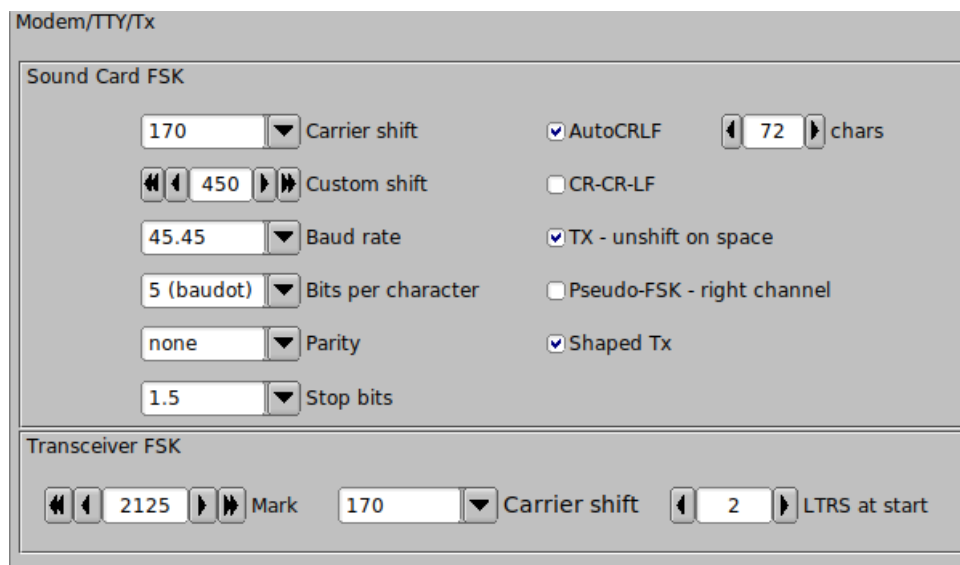 Modem/TTY/Tx
Sound Card FSK
170 Carrier shift AutoCRLF 72 chars
450 Custom shift CR-CR-LF
45.45 Baud rate TX - unshift on space
5 (baudot) Bits per character Pseudo-FSK - right channel
none Parity Shaped Tx
1.5 Stop bits
Transceiver FSK
2125 Mark 170 Carrier shift 2 LTRS at start